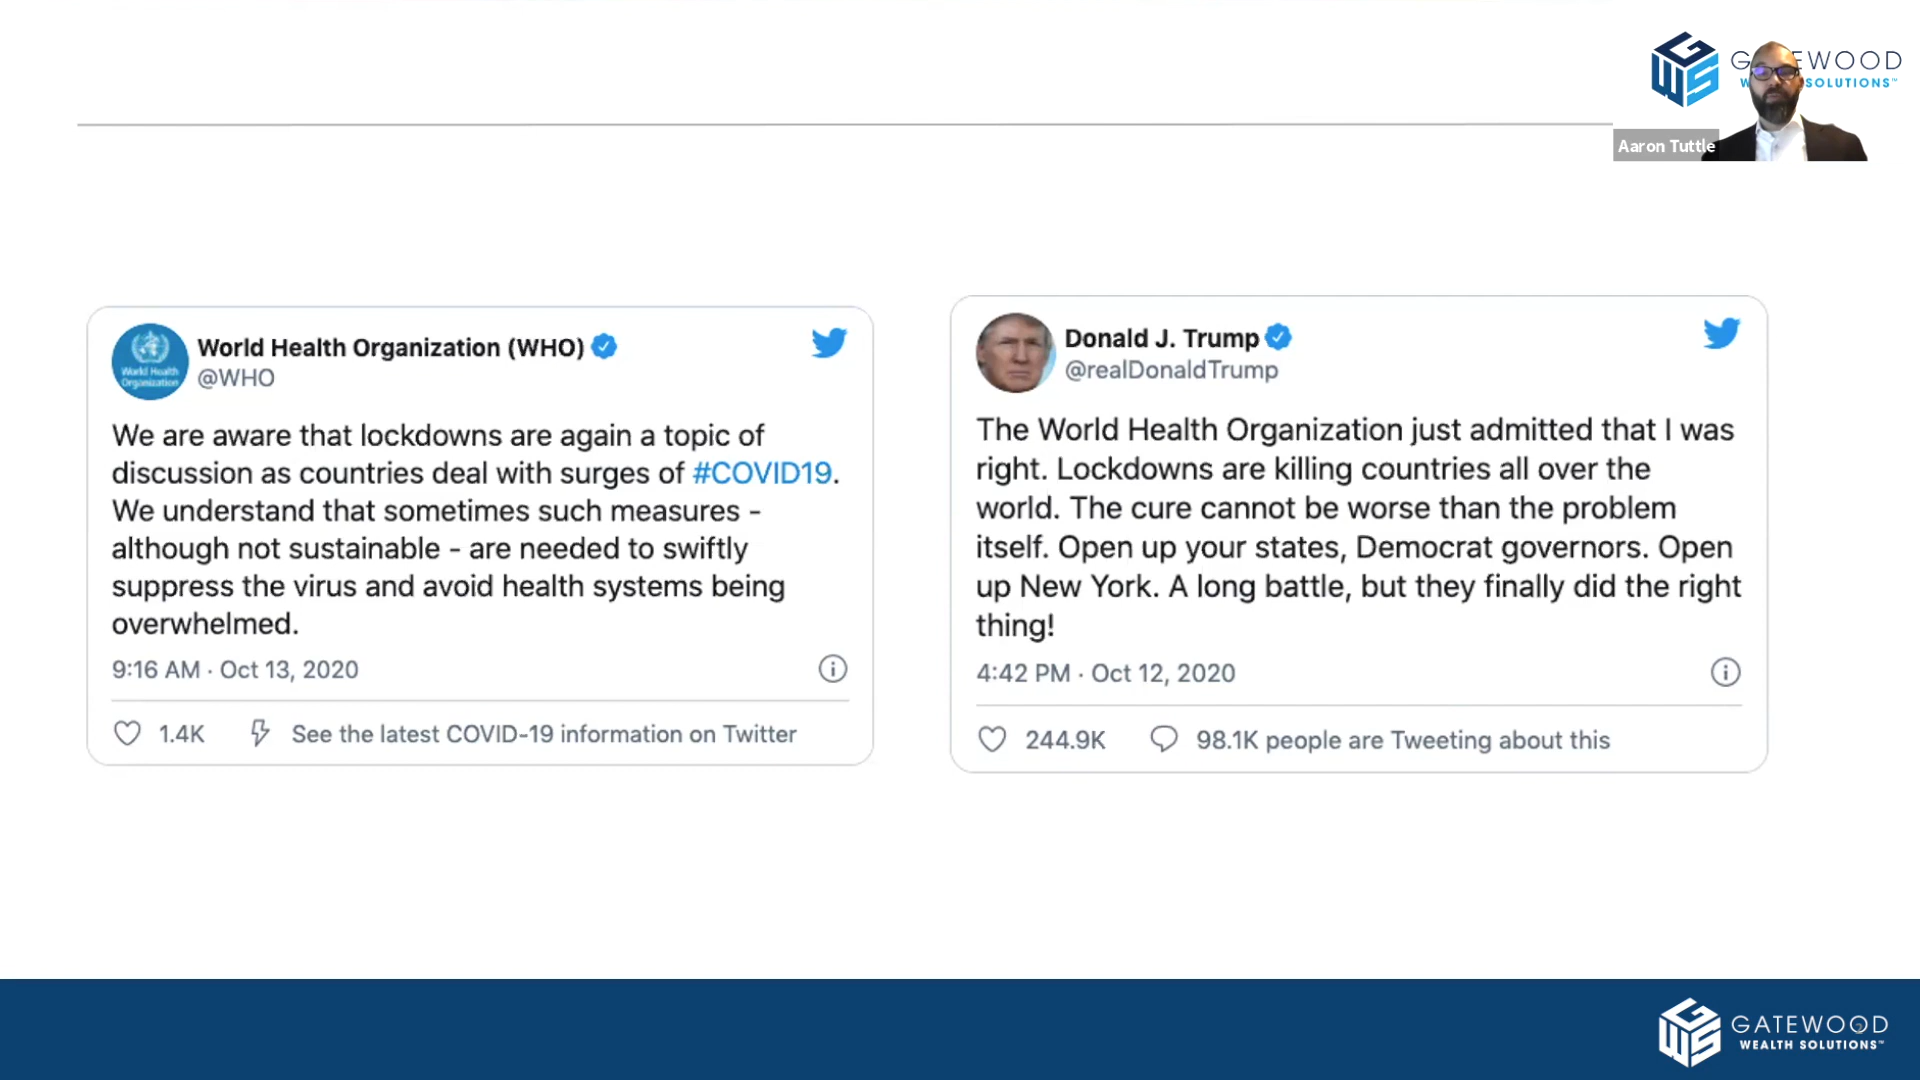 GATEWOOD
SOLUTIONS™
Aaron Tuttle
World Health Organization (WHO)
@WHO
World Health
Organization
We are aware that lockdowns are again a topic of
discussion as countries deal with surges of #COVID19.
We understand that sometimes such measures -
although not sustainable - are needed to swiftly
suppress the virus and avoid health systems being
overwhelmed.
9:16 AM · Oct 13, 2020
1.4K See the latest COVID-19 information on Twitter
Donald J. Trump
@realDonaldTrump
The World Health Organization just admitted that I was
right. Lockdowns are killing countries all over the
world. The cure cannot be worse than the problem
itself. Open up your states, Democrat governors. Open
up New York. A long battle, but they finally did the right
thing!
4:42 PM · Oct 12, 2020
244.9K 98.1K people are Tweeting about this
GWS
GATEWOOD
WEALTH SOLUTIONS™